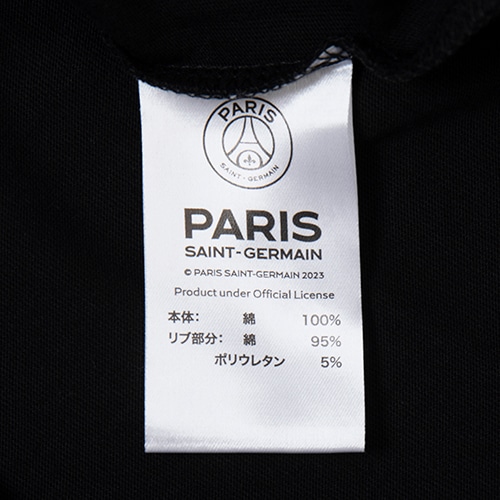 PARIS
SAINT-GERMAIN
PARIS
SAINT-GERMAIN
© PARIS SAINT-GERMAIN 2023
Product under Official License
本体： 綿 100%
リブ部分： 綿 95%
ポリウレタン 5%